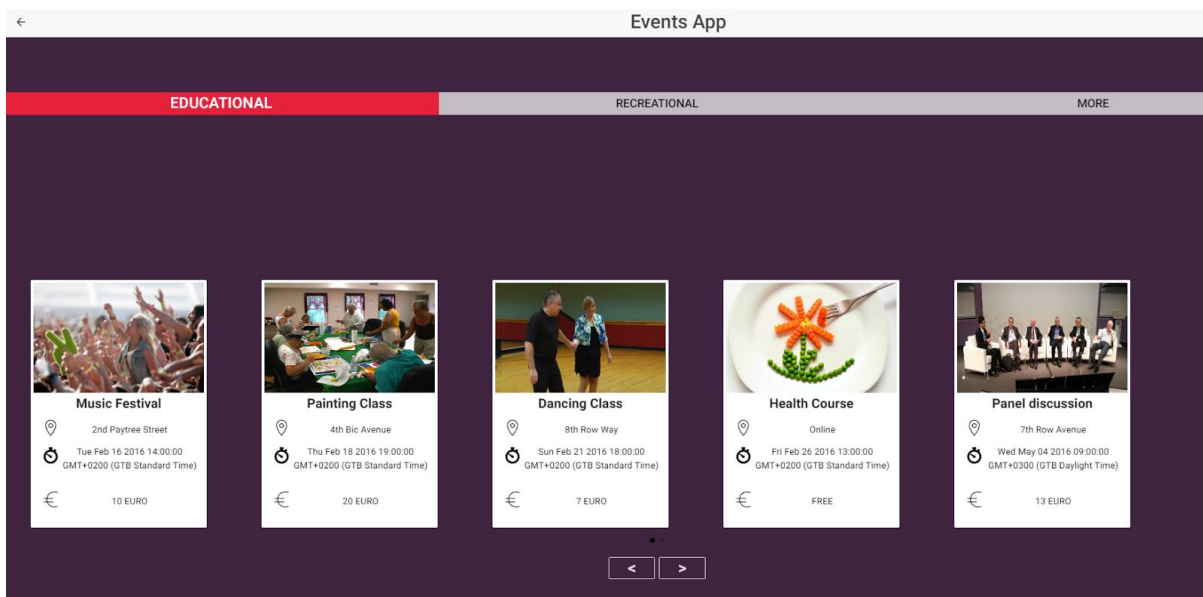 Events App
EDUCATIONAL
RECREATIONAL
MORE
Music Festival
2nd Paytree Street
Tue Feb 16 2016 14:00:00
GMT+0200 (GTB Standard Time)
10 EURO
Painting Class
4th Bic Avenue
Thu Feb 18 2016 19:00:00
GMT+0200 (GTB Standard Time)
20 EURO
Dancing Class
8th Row Way
Sun Feb 21 2016 18:00:00
GMT+0200 (GTB Standard Time)
7 EURO
Health Course
Online
Fri Feb 26 2016 13:00:00
GMT+0200 (GTB Standard Time)
FREE
Panel discussion
7th Row Avenue
Wed May 04 2016 09:00:00
GMT+0300 (GTB Daylight Time)
13 EURO
< >